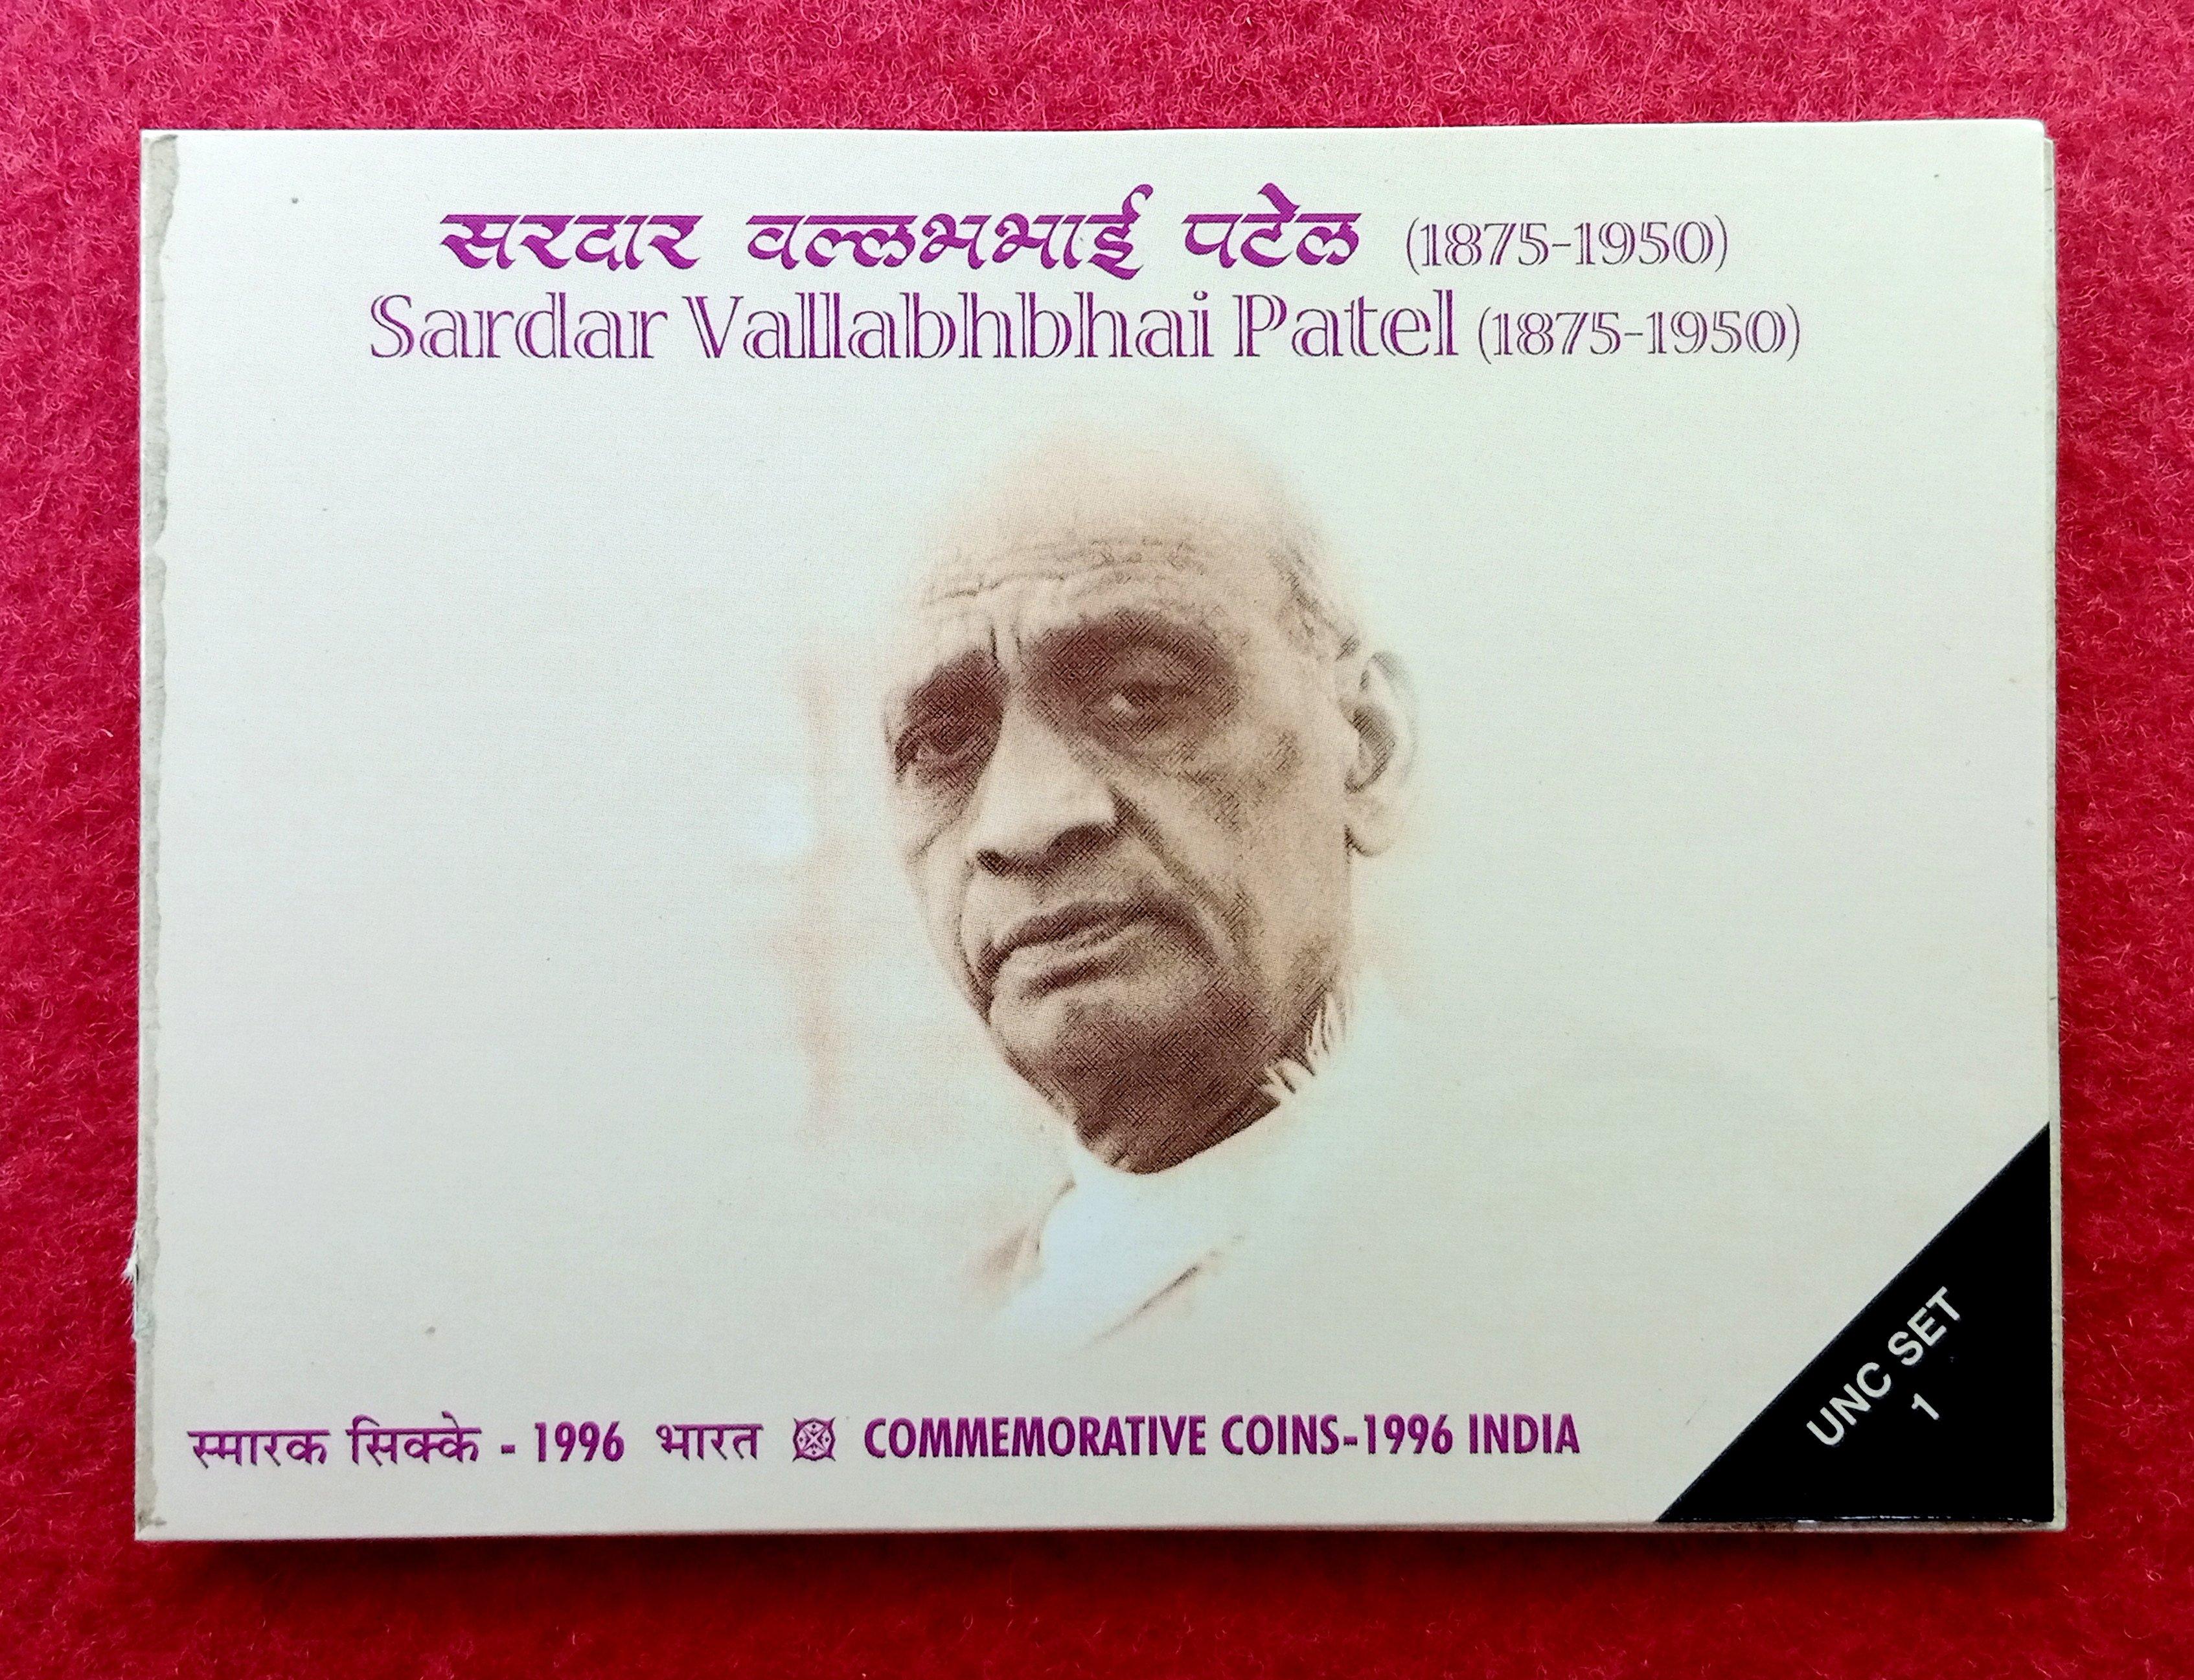 सरदार वल्लभभाई पटेल (1875-1950)
Sardar Vallabhbhai Patel (1875-1950)
स्मारक सिक्के - 1996 भारत COMMEMORATIVE COINS-1996 INDIA
UNC SET
1